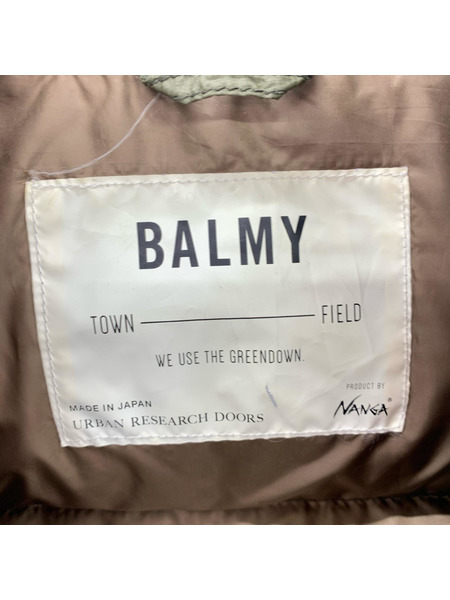 BALMY
TOWN FIELD
WE USE THE GREENDOWN.
PRODUCT BY
MADE IN JAPAN
NANGA®
URBAN RESEARCH DOORS